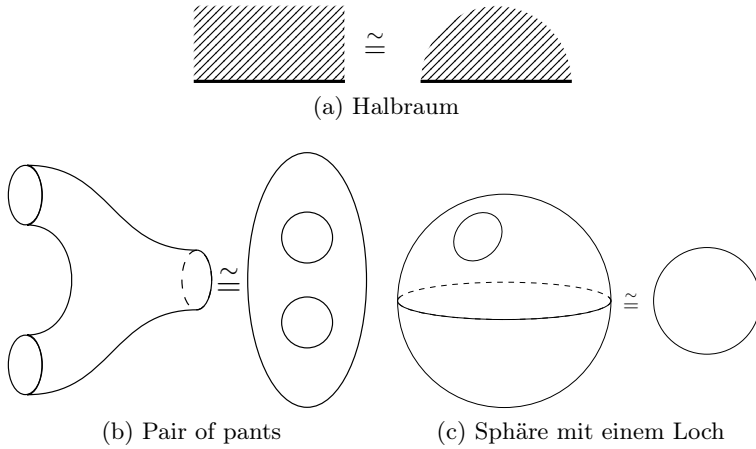 ≅
(a) Halbraum
≅
≅
(b) Pair of pants
(c) Sphäre mit einem Loch